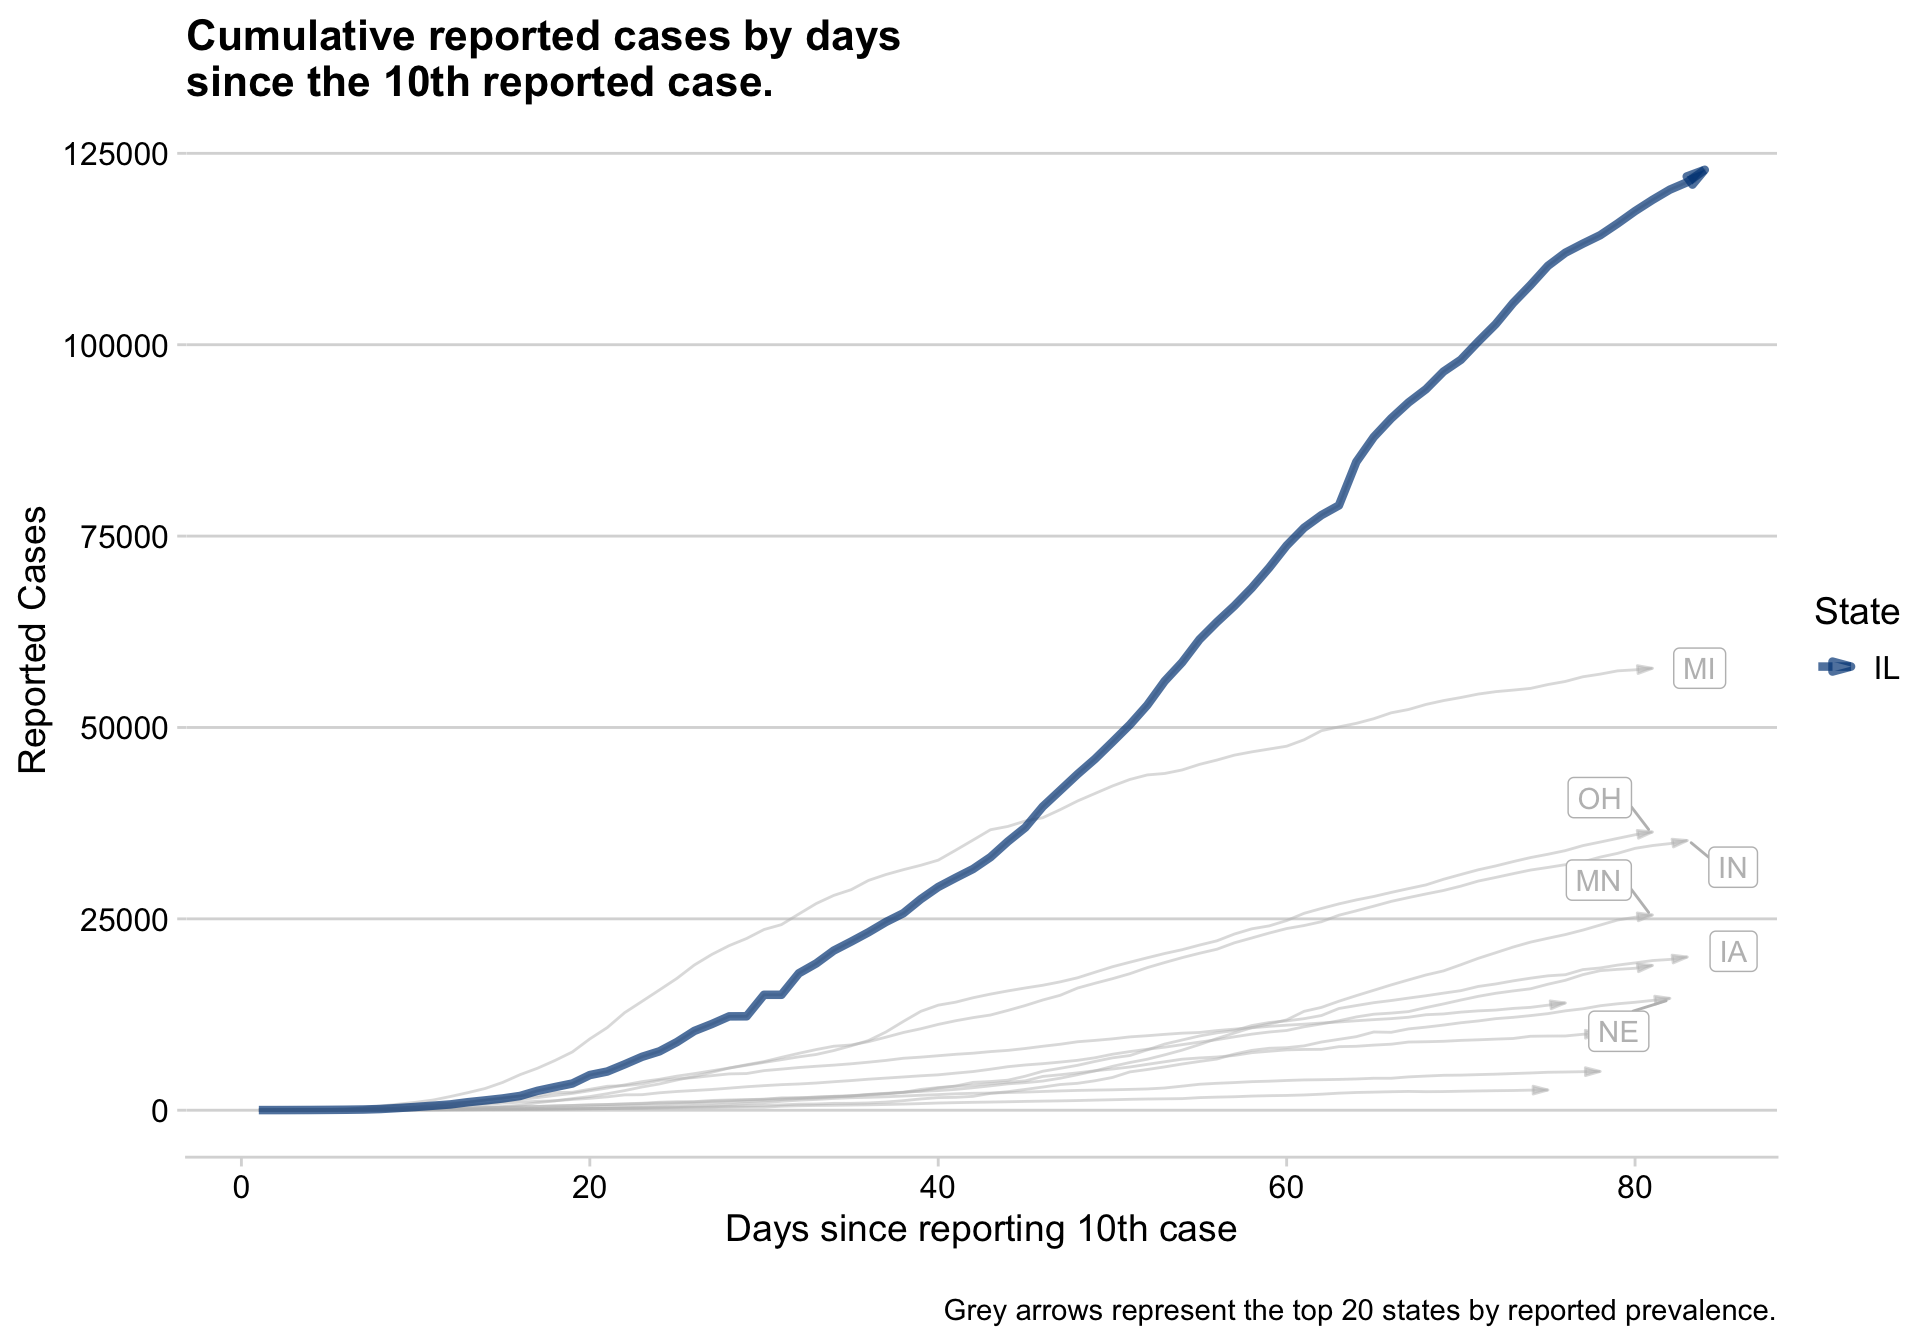 Cumulative reported cases by days
since the 10th reported case.
125000
100000
75000
50000
25000
0
Reported Cases
MI
OH
IN
MN
IA
NE
State
IL
0 20 40 60 80
Days since reporting 10th case
Grey arrows represent the top 20 states by reported prevalence.